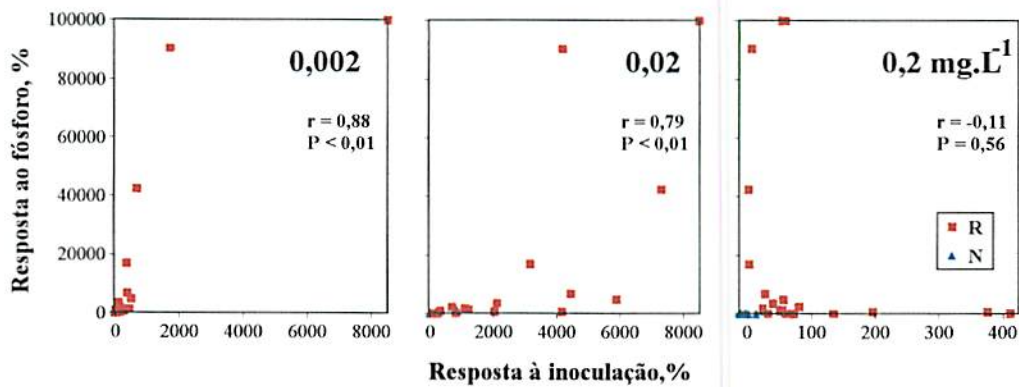 Resposta ao fósforo, %
100000
80000
60000
40000
20000
0
0,002
r = 0,88
P < 0,01
0 2000 4000 6000 8000
0,02
r = 0,79
P < 0,01
0 2000 4000 6000 8000
0,2 mg.L-1
r = -0,11
P = 0,56
R
N
0 100 200 300 400
Resposta à inoculação,%